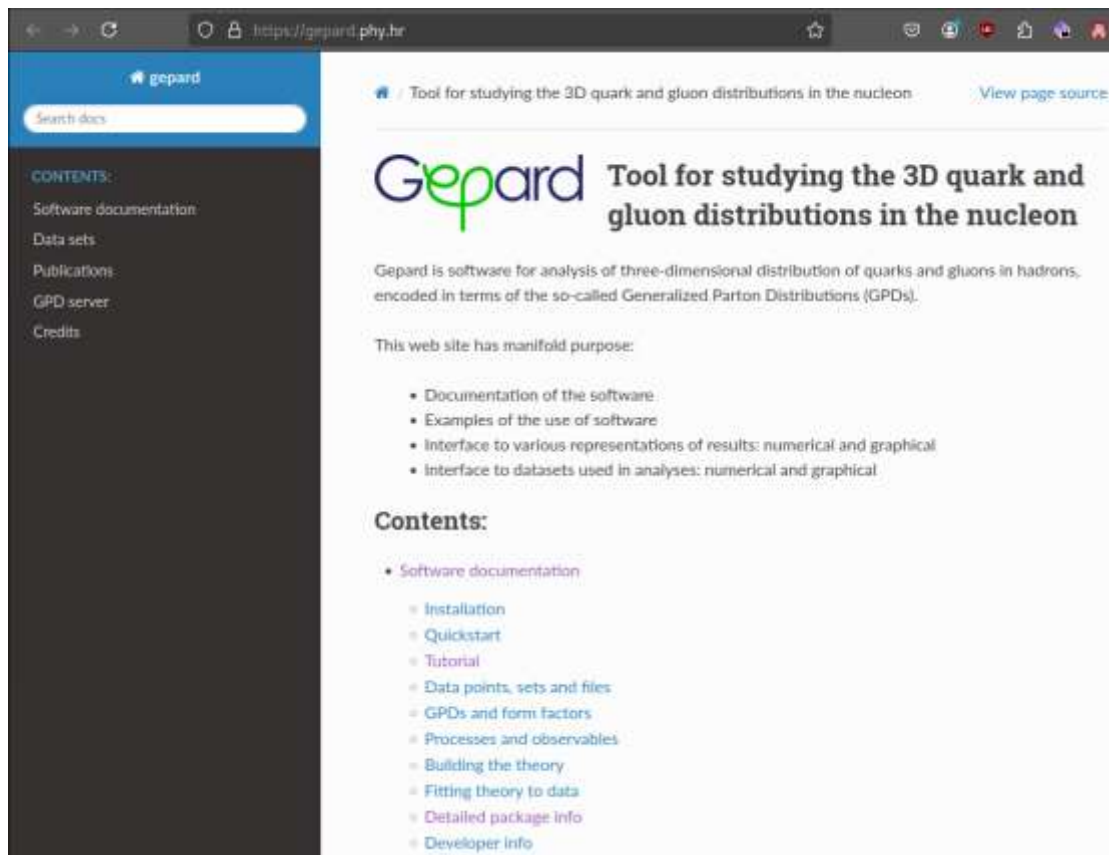 https://gepard.phy.hr
gepard
Search docs
CONTENTS:
Software documentation
Data sets
Publications
GPD server
Credits
/ Tool for studying the 3D quark and gluon distributions in the nucleon
View page source
Gepard
Tool for studying the 3D quark and
gluon distributions in the nucleon
Gepard is software for analysis of three-dimensional distribution of quarks and gluons in hadrons,
encoded in terms of the so-called Generalized Parton Distributions (GPDs).
This web site has manifold purpose:
• Documentation of the software
• Examples of the use of software
• Interface to various representations of results: numerical and graphical
• Interface to datasets used in analyses: numerical and graphical
Contents:
• Software documentation
Installation
Quickstart
Tutorial
Data points, sets and files
GPDs and form factors
Processes and observables
Building the theory
Fitting theory to data
Detailed package info
Developer info